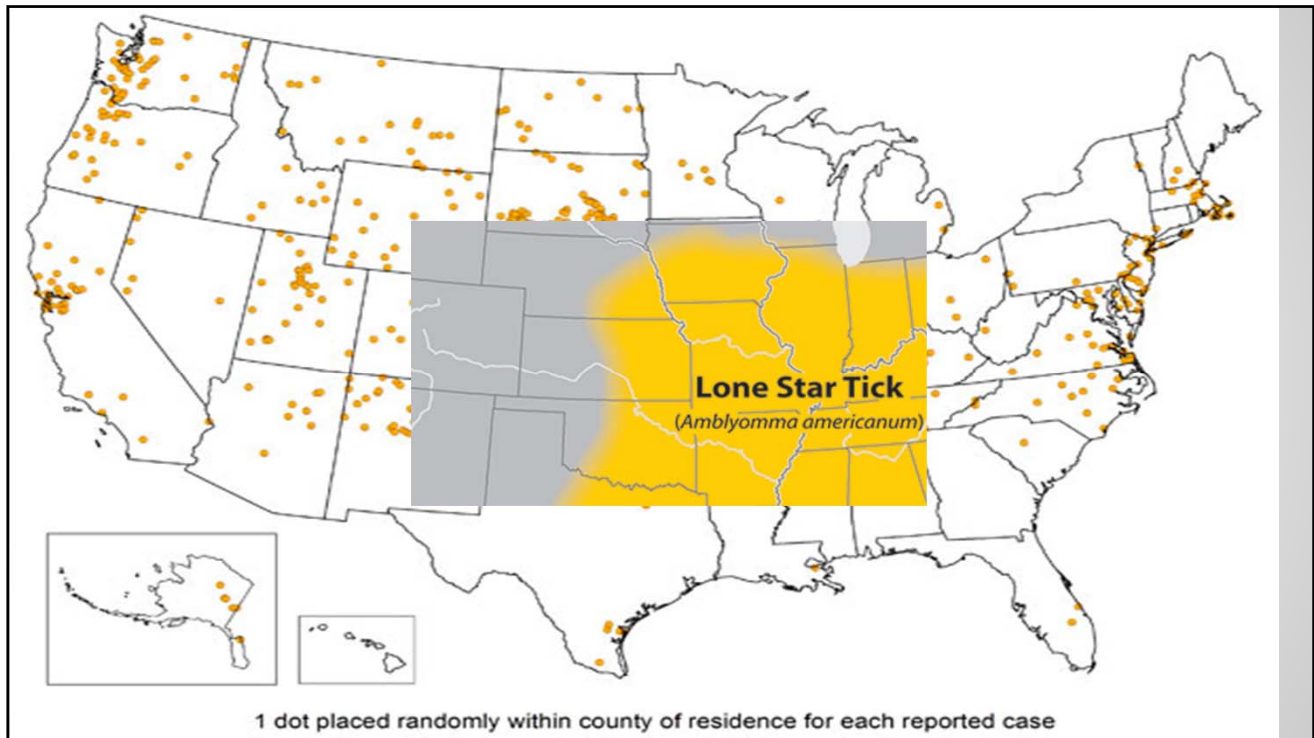 Lone Star Tick
(Amblyomma americanum)
1 dot placed randomly within county of residence for each reported case